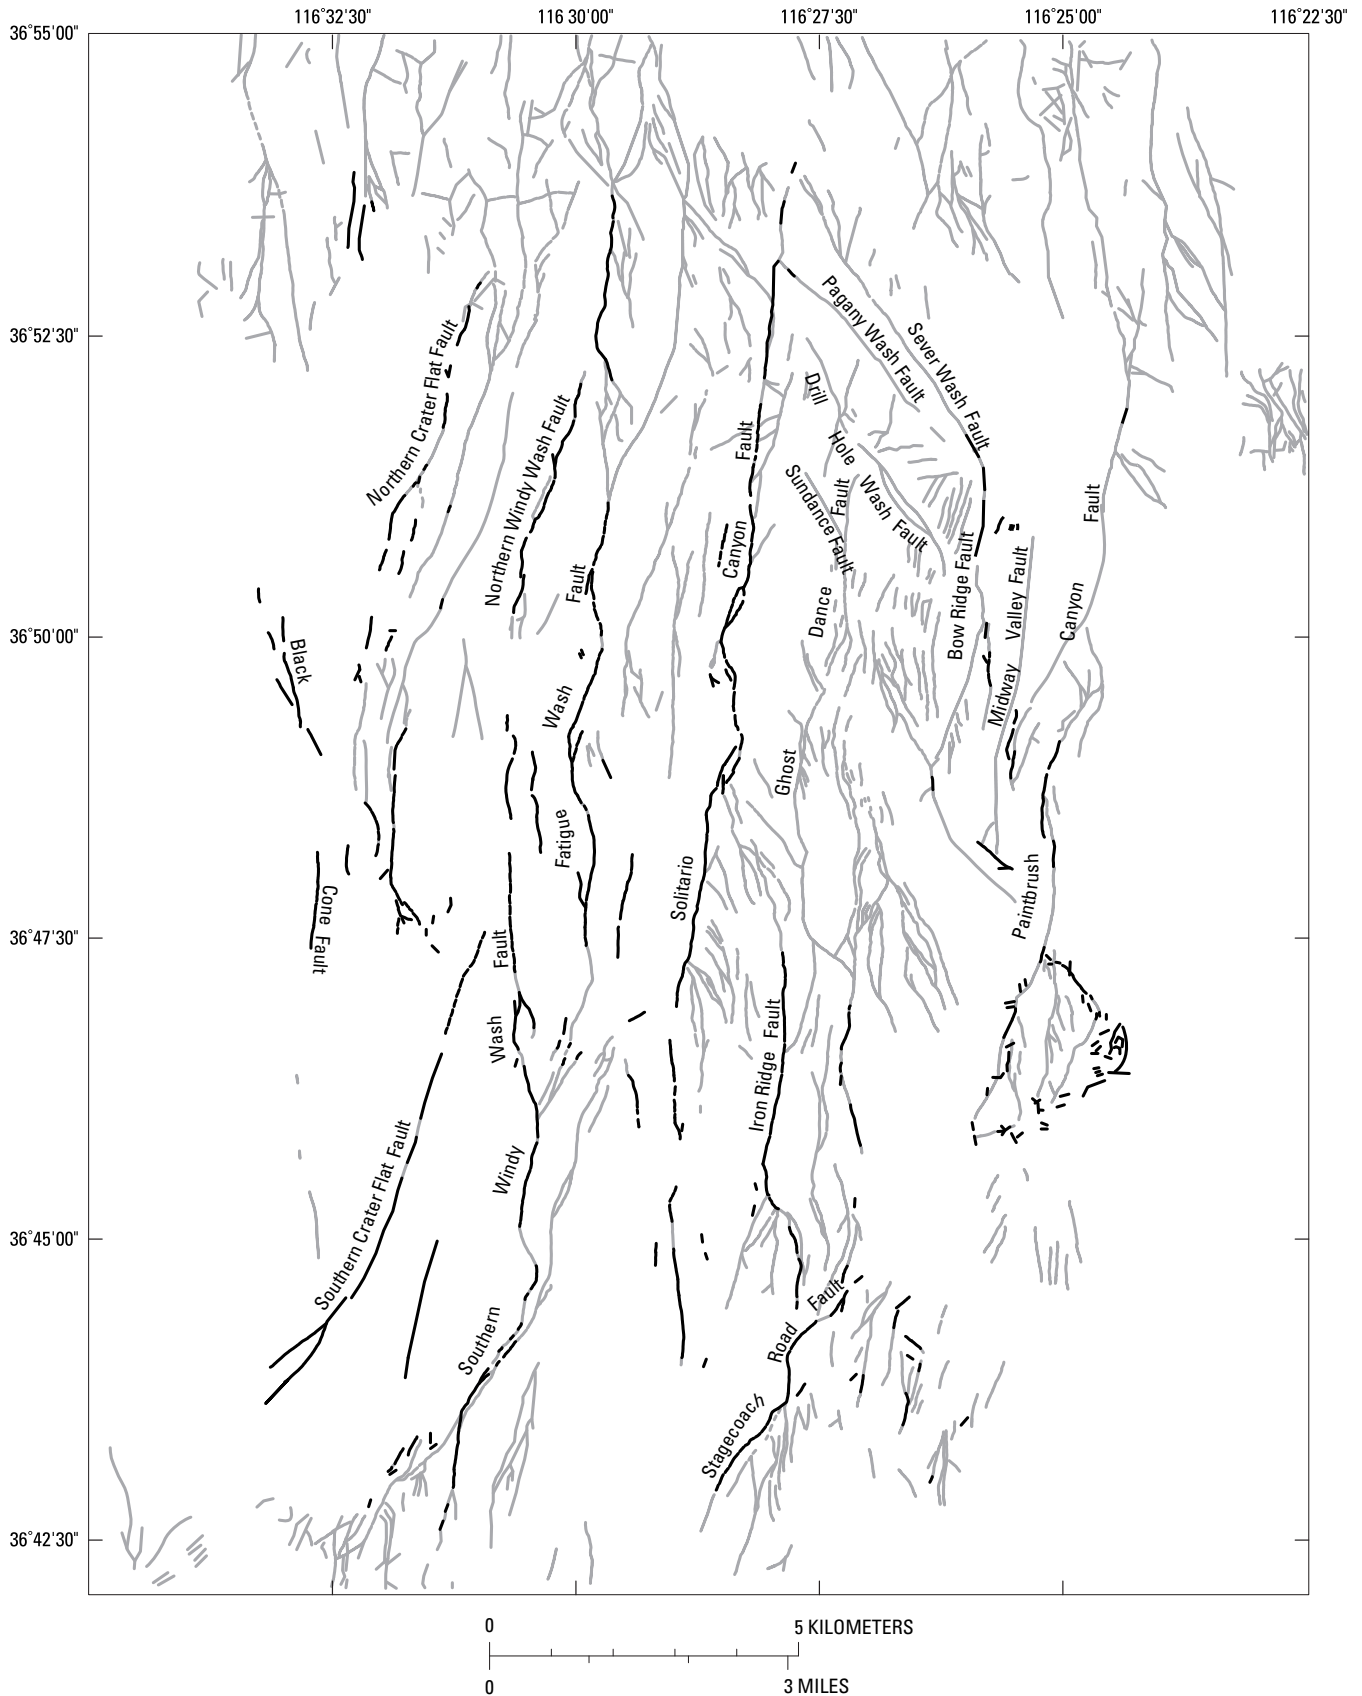 116°32'30"
116°30'00"
116°27'30"
116°25'00"
116°22'30"
36°55'00"
36°52'30"
36°50'00"
36°47'30"
36°45'00"
36°42'30"
Northern Crater Flat Fault
Northern Windy Wash Fault
Pagany Wash Fault
Sever Wash Fault
Drill
Hole
Wash Fault
Sundance Fault
Fault
Dance
Ghost
Fault
Canyon
Solitario
Bow Ridge Fault
Midway
Valley Fault
Fault
Canyon
Paintbrush
Fault
Wash
Fatigue
Black
Cone Fault
Fault
Wash
Windy
Southern
Southern Crater Flat Fault
Iron Ridge Fault
Stagecoach
Road
Fault
0
5 KILOMETERS
0
3 MILES